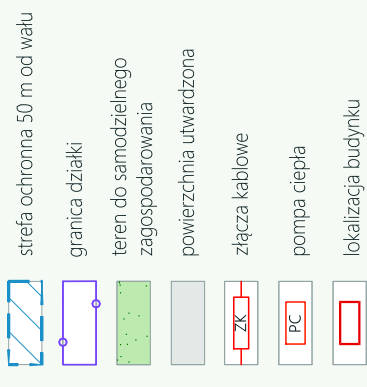 strefa ochronna 50 m od wału
granica działki
teren do samodzielnego
zagospodarowania
powierzchnia utwardzona
ZK
złącza kablowe
PC
pompa ciepła
lokalizacja budynku